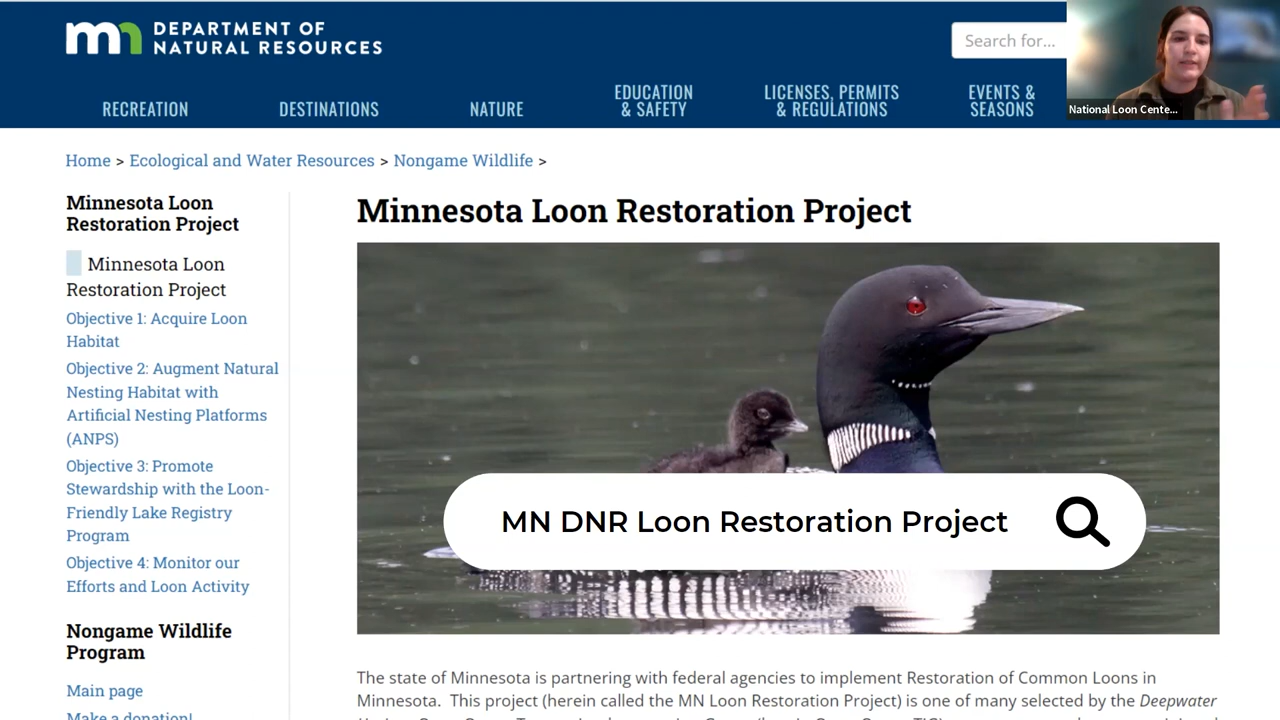 DEPARTMENT OF
NATURAL RESOURCES
Search for...
National Loon Cente...
RECREATION
DESTINATIONS
NATURE
EDUCATION
& SAFETY
LICENSES, PERMITS
& REGULATIONS
EVENTS &
SEASONS
Home > Ecological and Water Resources > Nongame Wildlife >
Minnesota Loon
Restoration Project
Minnesota Loon
Restoration Project
Objective 1: Acquire Loon
Habitat
Objective 2: Augment Natural
Nesting Habitat with
Artificial Nesting Platforms
(ANPS)
Objective 3: Promote
Stewardship with the Loon-
Friendly Lake Registry
Program
Objective 4: Monitor our
Efforts and Loon Activity
Nongame Wildlife
Program
Main page
Make a donation!
Minnesota Loon Restoration Project
MN DNR Loon Restoration Project
The state of Minnesota is partnering with federal agencies to implement Restoration of Common Loons in
Minnesota. This project (herein called the MN Loon Restoration Project) is one of many selected by the Deepwater